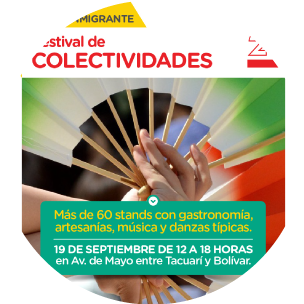 MIGRANTE
stival de
COLECTIVIDADES
Más de 60 stands con gastronomía,
artesanías, música y danzas típicas.
19 DE SEPTIEMBRE DE 12 A 18 HORAS
en Av. de Mayo entre Tacuarí y Bolívar.